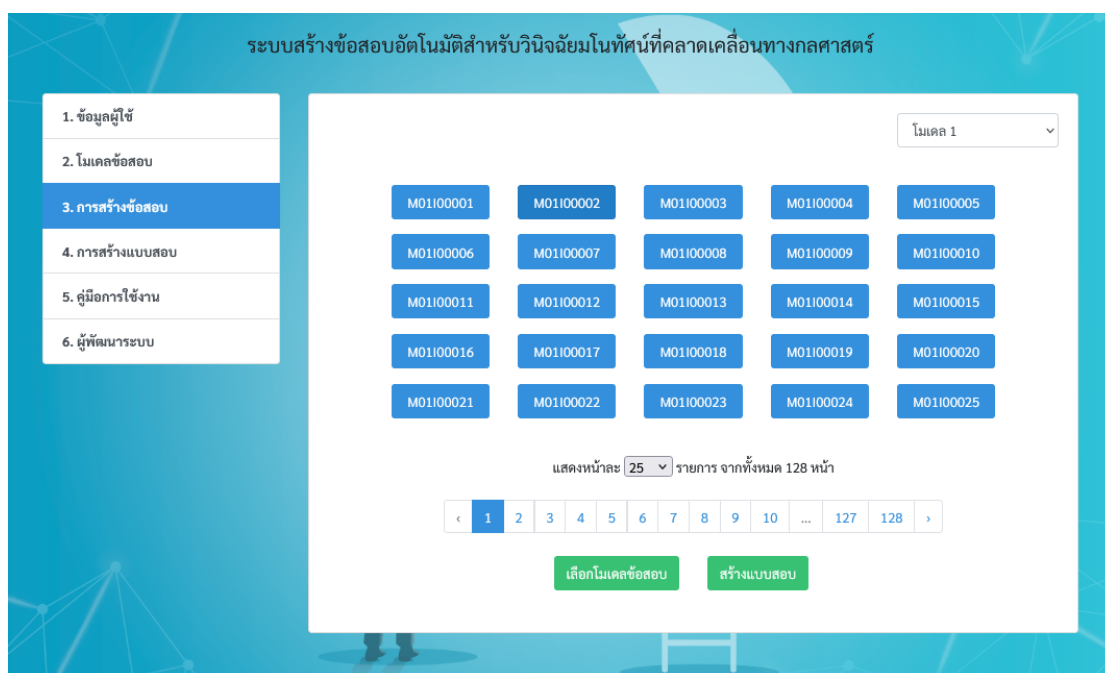 ระบบสร้างข้อสอบอัตโนมัติสำหรับวินิจฉัยมโนทัศน์ที่คลาดเคลื่อนทางกลศาสตร์
1. ข้อมูลผู้ใช้
2. โมเดลข้อสอบ
3. การสร้างข้อสอบ
4. การสร้างแบบสอบ
5. คู่มือการใช้งาน
6. ผู้พัฒนาระบบ
โมเดล 1
M01I00001 M01I00002 M01I00003 M01I00004 M01I00005
M01I00006 M01I00007 M01I00008 M01I00009 M01I00010
M01I00011 M01I00012 M01I00013 M01I00014 M01I00015
M01I00016 M01I00017 M01I00018 M01I00019 M01I00020
M01I00021 M01I00022 M01I00023 M01I00024 M01I00025
แสดงหน้าละ 25 รายการ จากทั้งหมด 128 หน้า
‹ 1 2 3 4 5 6 7 8 9 10 ... 127 128 ›
เลือกโมเดลข้อสอบ สร้างแบบสอบ